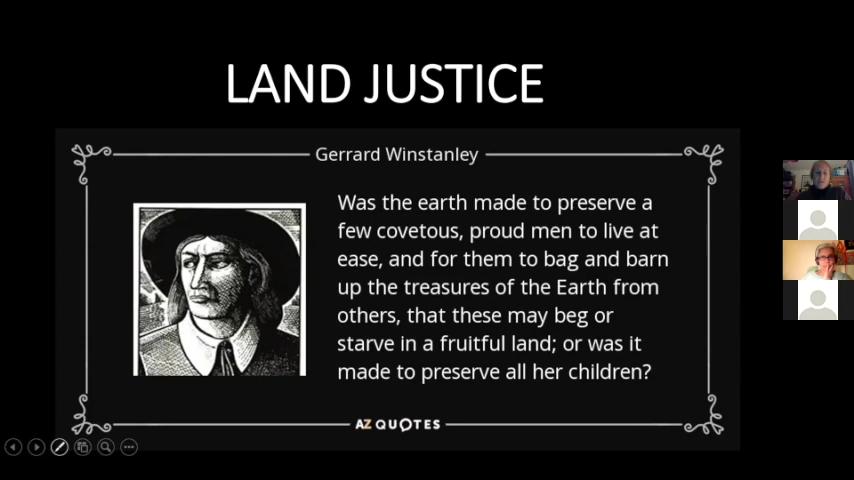 LAND JUSTICE
Gerrard Winstanley
Was the earth made to preserve a
few covetous, proud men to live at
ease, and for them to bag and barn
up the treasures of the Earth from
others, that these may beg or
starve in a fruitful land; or was it
made to preserve all her children?
AZ QUOTES